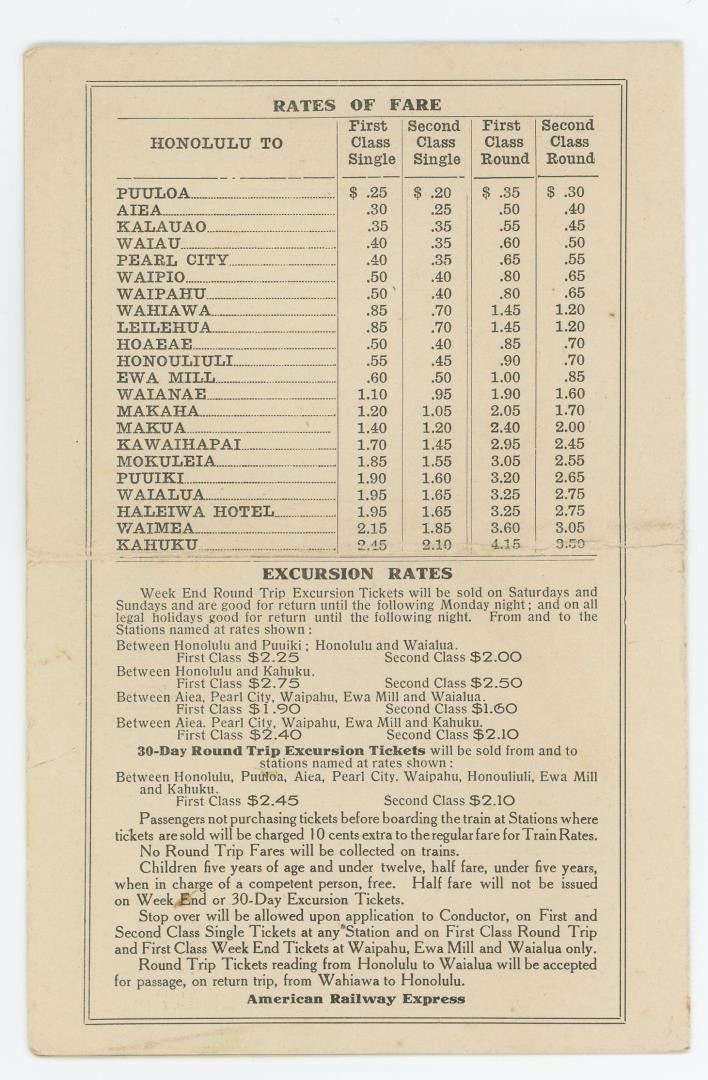 RATES OF FARE
HONOLULU TO First Class Single Second Class Single First Class Round Second Class Round
PUULOA $ .25 $ .20 $ .35 $ .30
AIEA .30 .25 .50 .40
KALAUAO .35 .35 .55 .45
WAIAU .40 .35 .60 .50
PEARL CITY .40 .35 .65 .55
WAIPIO .50 .40 .80 .65
WAIPAHU .50 .40 .80 .65
WAHIAWA .85 .70 1.45 1.20
LEILEHUA .85 .70 1.45 1.20
HOAEAE .50 .40 .85 .70
HONOULIULI .55 .45 .90 .70
EWA MILL .60 .50 1.00 .85
WAIANAE 1.10 .95 1.90 1.60
MAKAHA 1.20 1.05 2.05 1.70
MAKUA 1.40 1.20 2.40 2.00
KAWAIHAPAI 1.70 1.45 2.95 2.45
MOKULEIA 1.85 1.55 3.05 2.55
PUUIKI 1.90 1.60 3.20 2.65
WAIALUA 1.95 1.65 3.25 2.75
HALEIWA HOTEL 1.95 1.65 3.25 2.75
WAIMEA 2.15 1.85 3.60 3.05
KAHUKU 2.45 2.10 4.15 3.50
EXCURSION RATES
Week End Round Trip Excursion Tickets will be sold on Saturdays and
Sundays and are good for return until the following Monday night; and on all
legal holidays good for return until the following night. From and to the
Stations named at rates shown:
Between Honolulu and Puuiki; Honolulu and Waialua.
First Class $2.25 Second Class $2.00
Between Honolulu and Kahuku.
First Class $2.75 Second Class $2.50
Between Aiea, Pearl City, Waipahu, Ewa Mill and Waialua.
First Class $1.90 Second Class $1.60
Between Aiea. Pearl City, Waipahu, Ewa Mill and Kahuku.
First Class $2.40 Second Class $2.10
30-Day Round Trip Excursion Tickets will be sold from and to
stations named at rates shown:
Between Honolulu, Puuloa, Aiea, Pearl City. Waipahu, Honouliuli, Ewa Mill
and Kahuku.
First Class $2.45 Second Class $2.10
Passengers not purchasing tickets before boarding the train at Stations where
tickets are sold will be charged 10 cents extra to the regular fare for Train Rates.
No Round Trip Fares will be collected on trains.
Children five years of age and under twelve, half fare, under five years,
when in charge of a competent person, free. Half fare will not be issued
on Week End or 30-Day Excursion Tickets.
Stop over will be allowed upon application to Conductor, on First and
Second Class Single Tickets at any Station and on First Class Round Trip
and First Class Week End Tickets at Waipahu, Ewa Mill and Waialua only.
Round Trip Tickets reading from Honolulu to Waialua will be accepted
for passage, on return trip, from Wahiawa to Honolulu.
American Railway Express